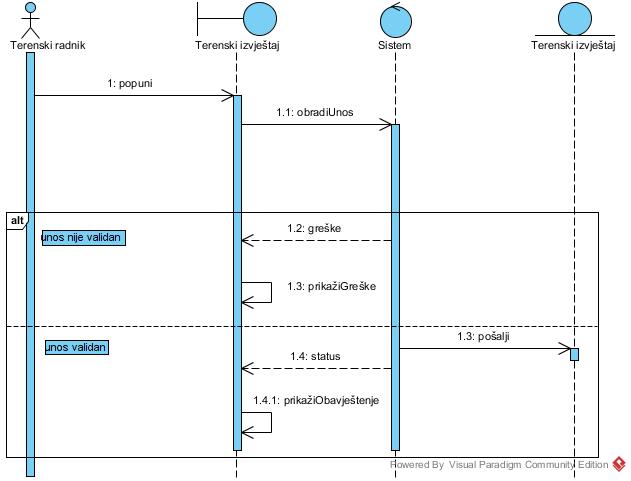 Terenski radnik
Terenski izvještaj
Sistem
Terenski izvještaj
1: popuni
1.1: obradiUnos
alt
unos nije validan
1.2: greške
1.3: prikažiGreške
1.3: pošalji
unos validan
1.4: status
1.4.1: prikažiObavještenje
Powered By Visual Paradigm Community Edition